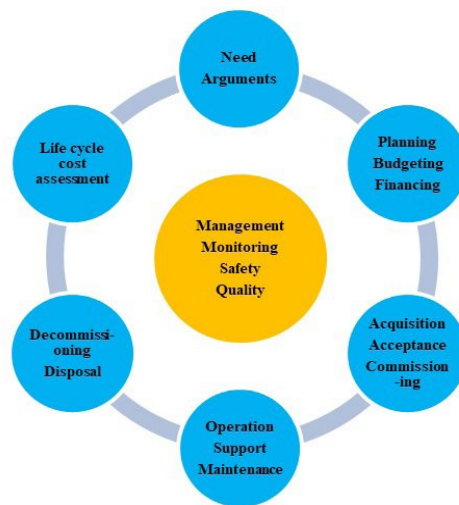 Need
Arguments
Planning
Budgeting
Financing
Acquisition
Acceptance
Commission
-ing
Operation
Support
Maintenance
Decommissi-
oning
Disposal
Life cycle
cost
assessment
Management
Monitoring
Safety
Quality